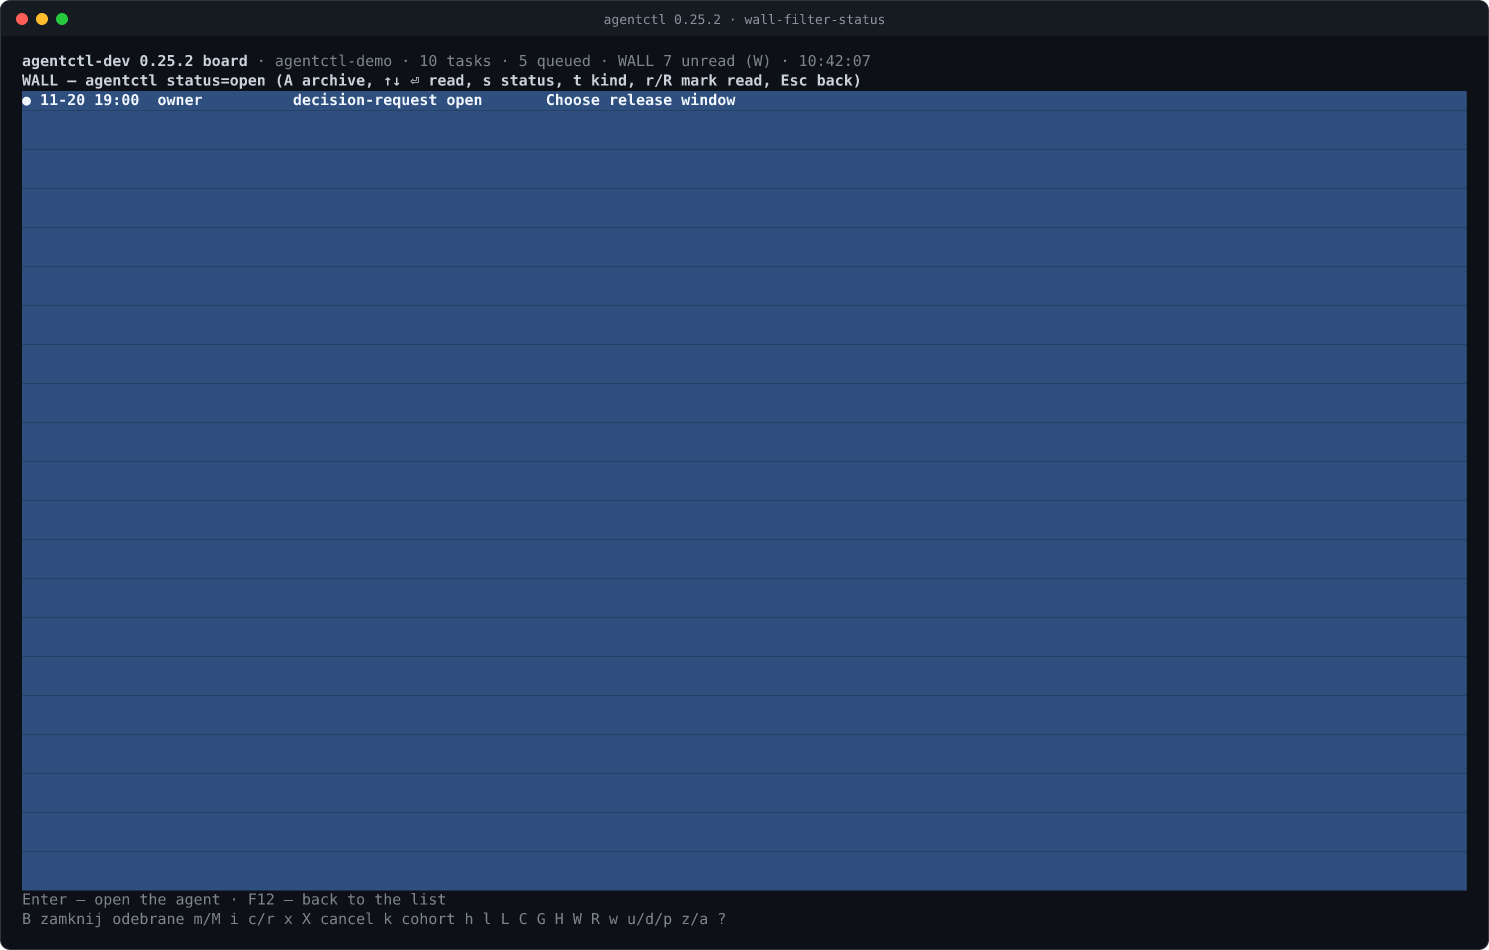 agentctl 0.25.2 · wall-filter-status
agentctl-dev 0.25.2 board · agentctl-demo · 10 tasks · 5 queued · WALL 7 unread (W) · 10:42:07
WALL — agentctl status=open (A archive, ↑↓ ⏎ read, s status, t kind, r/R mark read, Esc back)
● 11-20 19:00  owner          decision-request open       Choose release window
Enter — open the agent · F12 — back to the list
B zamknij odebrane m/M i c/r x X cancel k cohort h l L C G H W R w u/d/p z/a ?